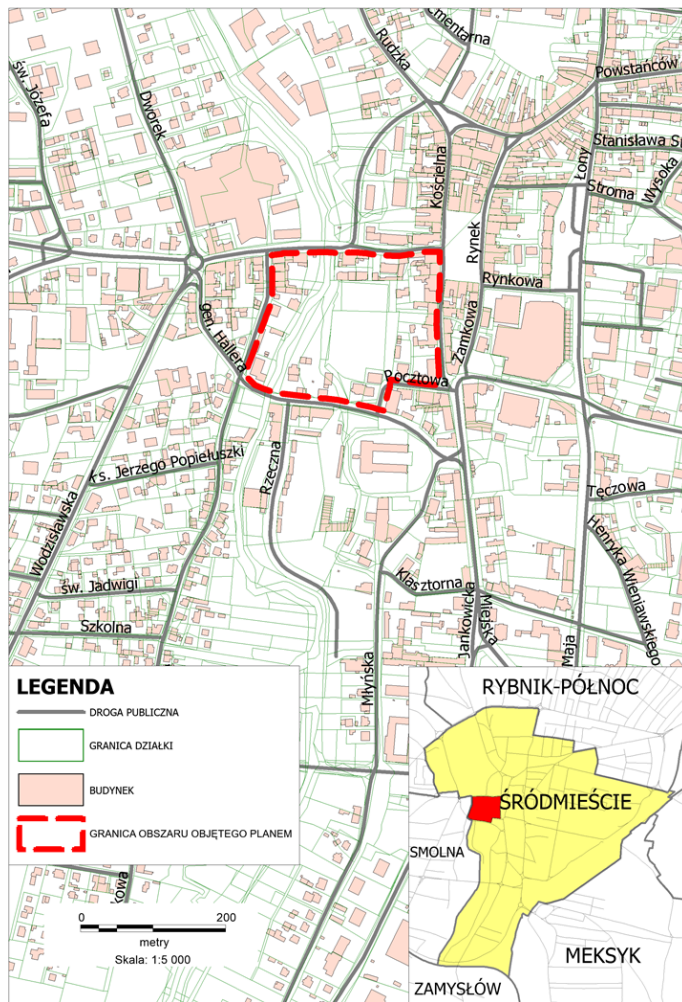 Cmentarna
Rudzka
św. Józefa
Dworek
Powstańców
Stanisława
Łony
Wysoka
Stroma
Kościelna
Rynek
Rynkowa
gen. Hallera
Zamkowa
Pocztowa
Rzeczna
ks. Jerzego Popiełuszki
Wodzisławska
Tęczowa
Henryka Wieniawskiego
św. Jadwigi
Klasztorna
Szkolna
Jankowicka
Miejska
Maja
Młyńska
LEGENDA
DROGA PUBLICZNA
GRANICA DZIAŁKI
BUDYNEK
GRANICA OBSZARU OBJĘTEGO PLANEM
RYBNIK-PÓŁNOC
ŚRÓDMIEŚCIE
SMOLNA
MEKSYK
ZAMYSŁÓW
0 200
metry
Skala: 1:5 000